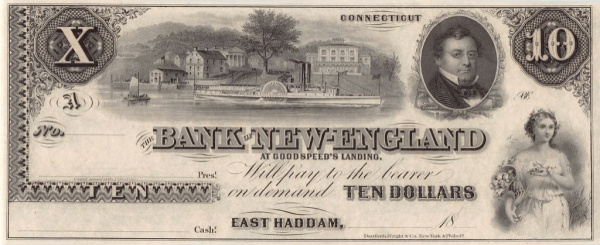 CONNECTICUT
X
10
A
No.
THE BANK OF NEW-ENGLAND
AT GOODSPEED'S LANDING,
Pres!
Will pay to the bearer
TEN
on demand TEN DOLLARS
Cash!
EAST HADDAM,
18